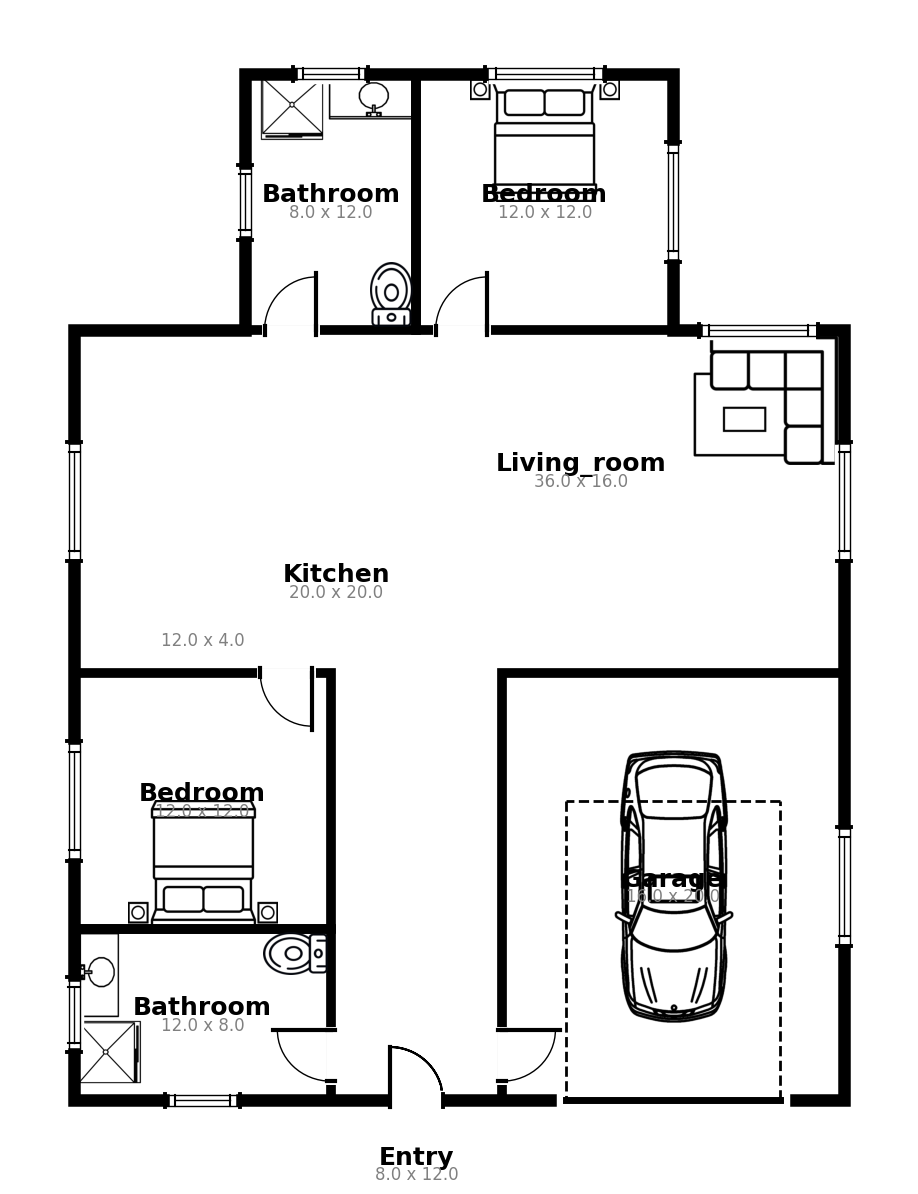 Bathroom
8.0 x 12.0
Bedroom
12.0 x 12.0
Living_room
36.0 x 16.0
Kitchen
20.0 x 20.0
12.0 x 4.0
Bedroom
12.0 x 12.0
Garage
16.0 x 20.0
Bathroom
12.0 x 8.0
Entry
8.0 x 12.0